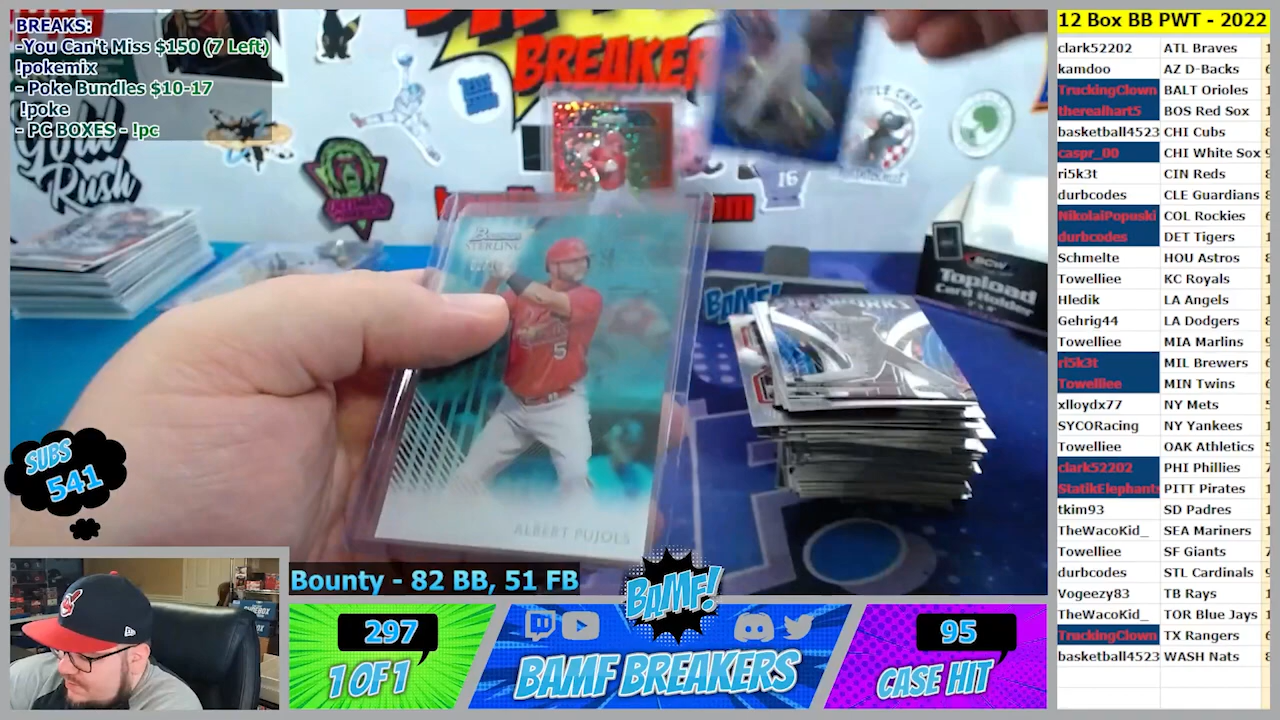 BREAKS:
-You Can't Miss $150 (7 Left)
!pokemix
- Poke Bundles $10-17
!poke
- PC BOXES - !pc
Gold
Rush
BREAKER
16
BCW
Topload
Card Holder
BAMF!
Bowman
STERLING
5
ALBERT PUJOLS
SUBS
541
Bounty - 82 BB, 51 FB
BAMF!
297
1 OF 1
BAMF BREAKERS
95
CASE HIT
12 Box BB PWT - 2022
clark52202 ATL Braves
kamdoo AZ D-Backs
TruckingClown BALT Orioles
therealhart5 BOS Red Sox
basketball4523 CHI Cubs
caspr_00 CHI White Sox
ri5k3t CIN Reds
durbcodes CLE Guardians
NikolaiPopuski COL Rockies
durbcodes DET Tigers
Schmelte HOU Astros
Towelliee KC Royals
Hledik LA Angels
Gehrig44 LA Dodgers
Towelliee MIA Marlins
ri5k3t MIL Brewers
Towelliee MIN Twins
xlloydx77 NY Mets
SYCORacing NY Yankees
Towelliee OAK Athletics
clark52202 PHI Phillies
StatikElephants PITT Pirates
tkim93 SD Padres
TheWacoKid_ SEA Mariners
Towelliee SF Giants
durbcodes STL Cardinals
Vogeezy83 TB Rays
TheWacoKid_ TOR Blue Jays
TruckingClown TX Rangers
basketball4523 WASH Nats